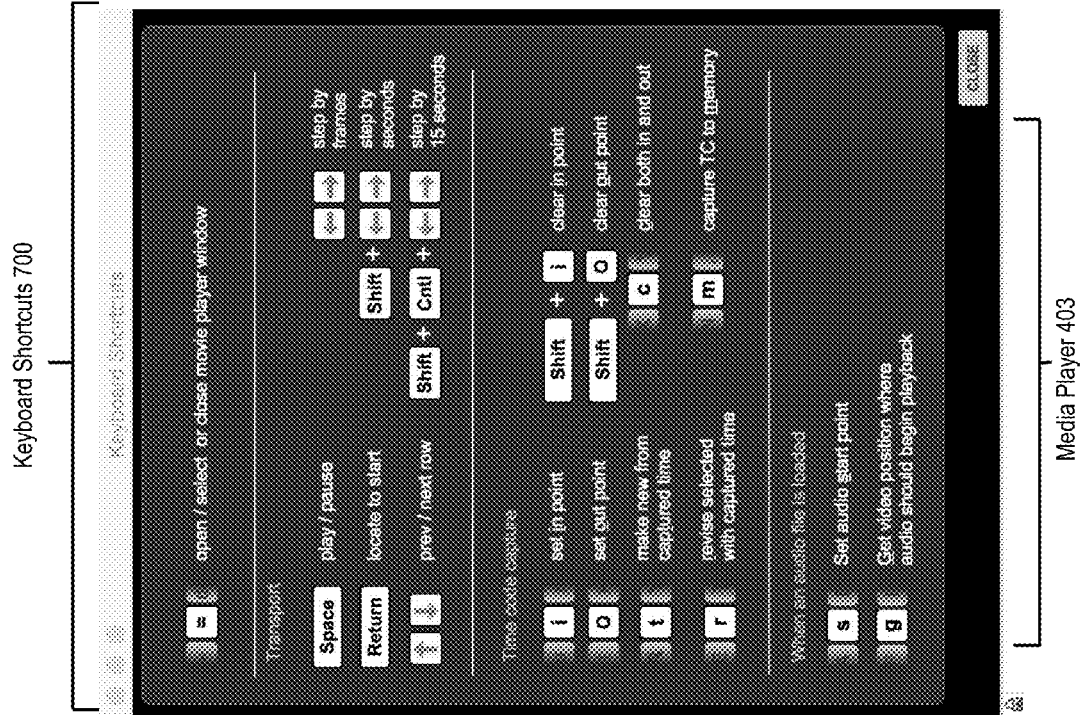 Keyboard Shortcuts 700
Keyboard Shortcuts
= open / select or close movie player window
Transport
Space play / pause
← → step by
frames
Return locate to start
Shift + ← → step by
seconds
↑ ↓ prev / next row
Shift + Cntl + ← → step by
15 seconds
Time code capture
i set in point
Shift + i clear in point
o set out point
Shift + O clear out point
t make new from
captured time
c clear both in and out
r revise selected
with captured time
m capture TC to memory
When an audio file is loaded
s Set audio start point
g Get video position where
audio should begin playback
CLOSE
Media Player 403